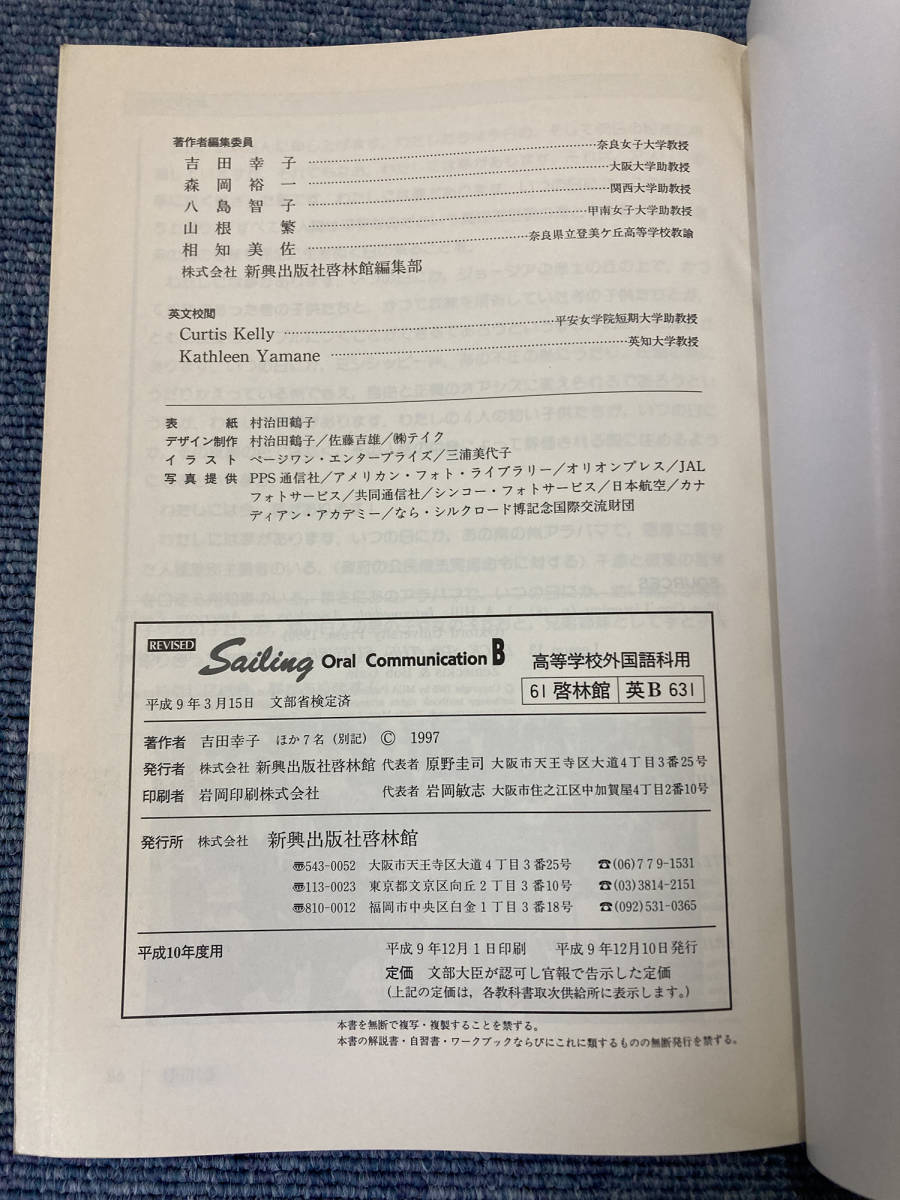 著作者編集委員
吉田幸子……奈良女子大学教授
森岡裕一……大阪大学助教授
八島智子……関西大学助教授
山根繁……甲南女子大学助教授
相知美佐……奈良県立登美ケ丘高等学校教諭
株式会社 新興出版社啓林館編集部
英文校閲
Curtis Kelly……平安女学院短期大学助教授
Kathleen Yamane……英知大学教授
表紙 村治田鶴子
デザイン制作 村治田鶴子／佐藤吉雄／㈱テイク
イラスト ページワン・エンタープライズ／三浦美代子
写真提供 PPS通信社／アメリカン・フォト・ライブラリー／オリオンプレス／JAL
フォトサービス／共同通信社／シンコー・フォトサービス／日本航空／カナ
ディアン・アカデミー／なら・シルクロード博記念国際交流財団
REVISED Sailing Oral Communication B 高等学校外国語科用
平成9年3月15日 文部省検定済 61 啓林館 英B 631
著作者 吉田幸子 ほか7名（別記）© 1997
発行者 株式会社 新興出版社啓林館 代表者 原野圭司 大阪市天王寺区大道4丁目3番25号
印刷者 岩岡印刷株式会社 代表者 岩岡敏志 大阪市住之江区中加賀屋4丁目2番10号
発行所 株式会社 新興出版社啓林館
〠543-0052 大阪市天王寺区大道4丁目3番25号 ☎(06)779-1531
〠113-0023 東京都文京区向丘2丁目3番10号 ☎(03)3814-2151
〠810-0012 福岡市中央区白金1丁目3番18号 ☎(092)531-0365
平成10年度用 平成9年12月1日印刷 平成9年12月10日発行
定価 文部大臣が認可し官報で告示した定価
（上記の定価は，各教科書取次供給所に表示します。）
本書を無断で複写・複製することを禁ずる。
本書の解説書・自習書・ワークブックならびにこれに類するものの無断発行を禁ずる。